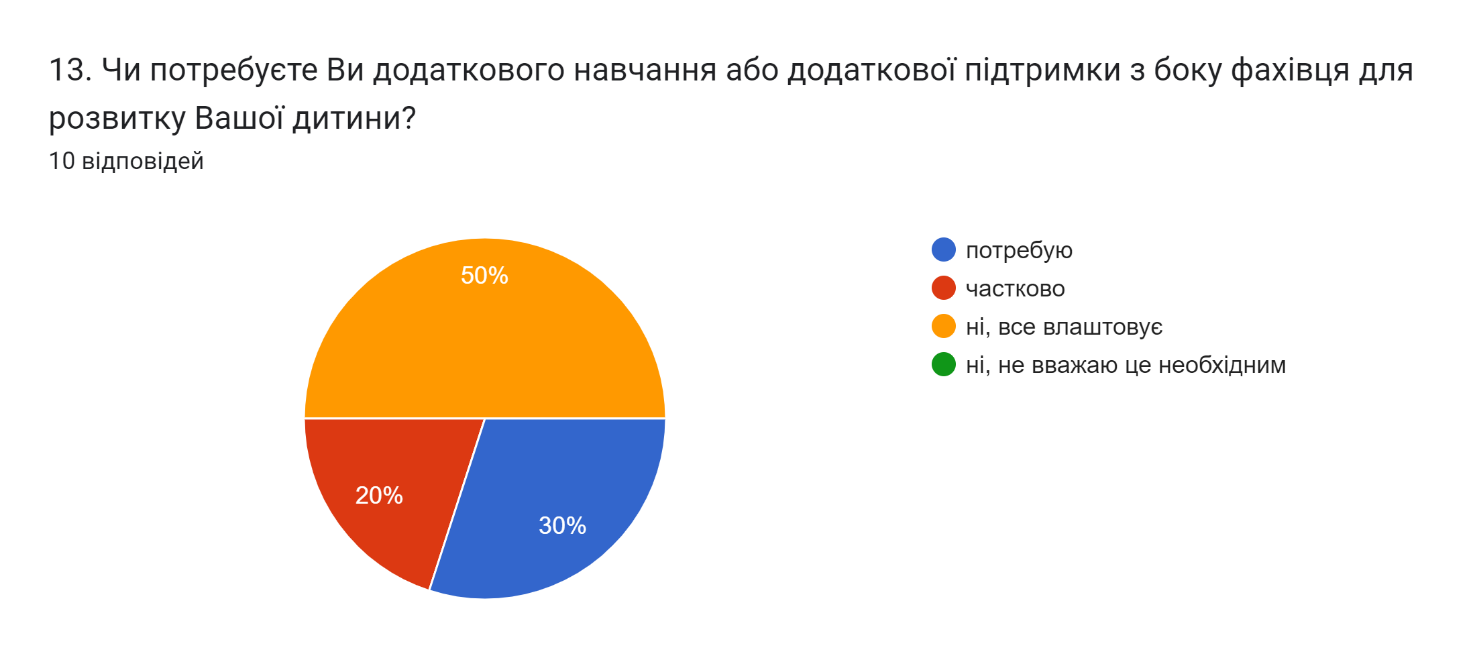 13. Чи потребуєте Ви додаткового навчання або додаткової підтримки з боку фахівця для
розвитку Вашої дитини?
10 відповідей
50%
20%
30%
потребую
частково
ні, все влаштовує
ні, не вважаю це необхідним